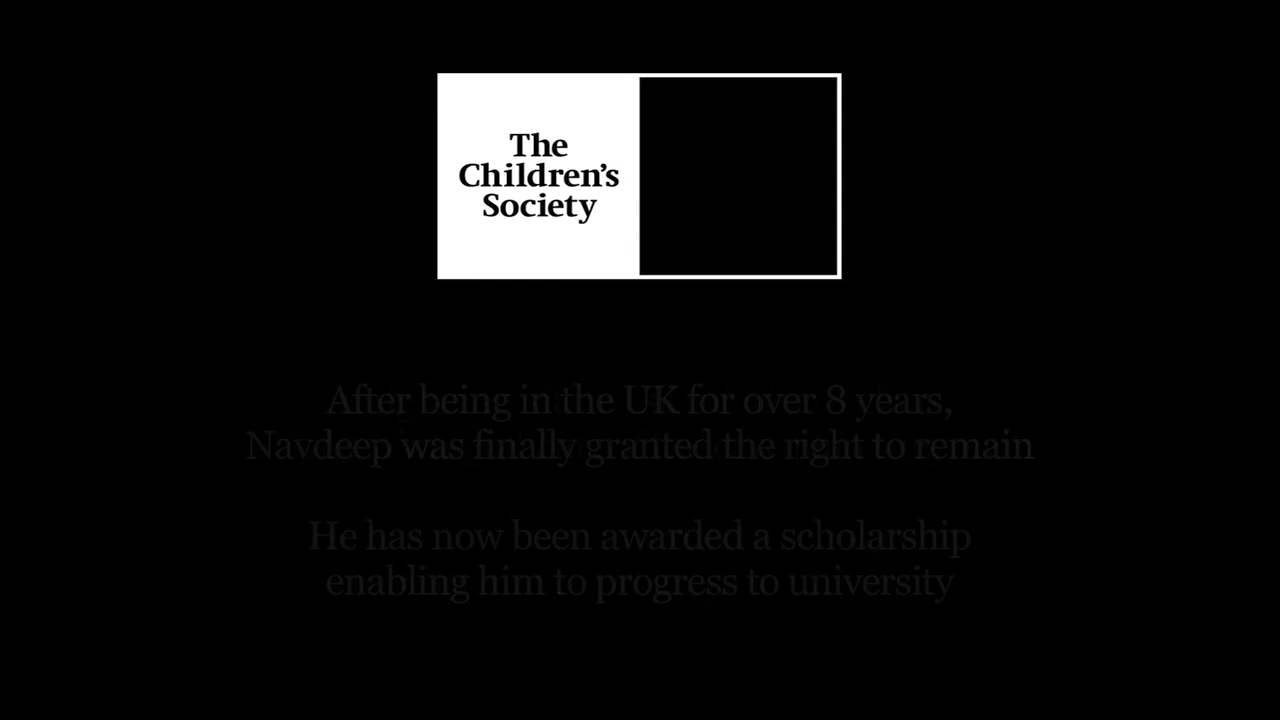 The
Children’s
Society
After being in the UK for over 8 years,
Navdeep was finally granted the right to remain
He has now been awarded a scholarship
enabling him to progress to university